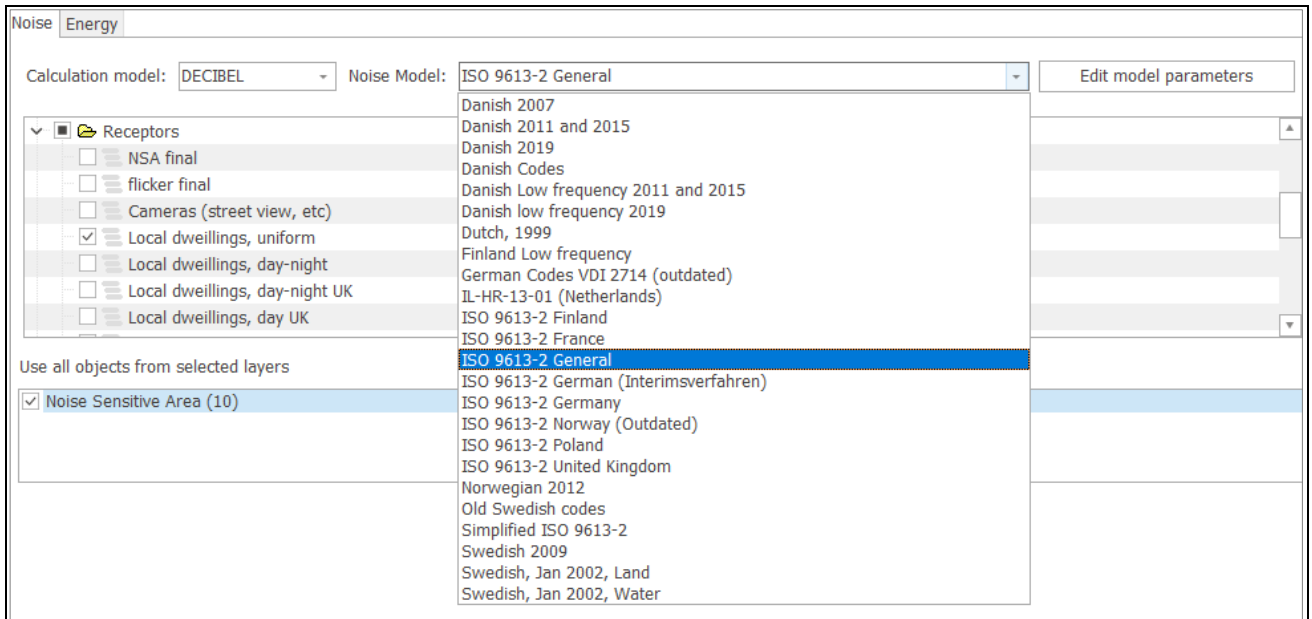 Noise Energy
Calculation model: DECIBEL Noise Model: ISO 9613-2 General Edit model parameters
Receptors
NSA final
flicker final
Cameras (street view, etc)
Local dweillings, uniform
Local dweillings, day-night
Local dweillings, day-night UK
Local dweillings, day UK
Use all objects from selected layers
Noise Sensitive Area (10)
Danish 2007
Danish 2011 and 2015
Danish 2019
Danish Codes
Danish Low frequency 2011 and 2015
Danish low frequency 2019
Dutch, 1999
Finland Low frequency
German Codes VDI 2714 (outdated)
IL-HR-13-01 (Netherlands)
ISO 9613-2 Finland
ISO 9613-2 France
ISO 9613-2 General
ISO 9613-2 German (Interimsverfahren)
ISO 9613-2 Germany
ISO 9613-2 Norway (Outdated)
ISO 9613-2 Poland
ISO 9613-2 United Kingdom
Norwegian 2012
Old Swedish codes
Simplified ISO 9613-2
Swedish 2009
Swedish, Jan 2002, Land
Swedish, Jan 2002, Water